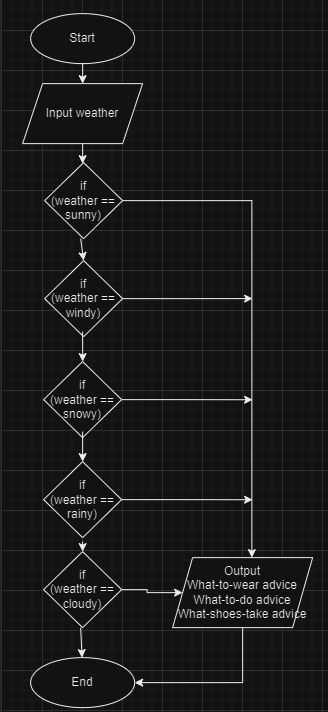 Start
Input weather
if
(weather ==
sunny)
if
(weather ==
windy)
if
(weather ==
snowy)
if
(weather ==
rainy)
if
(weather ==
cloudy)
Output
What-to-wear advice
What-to-do advice
What-shoes-take advice
End